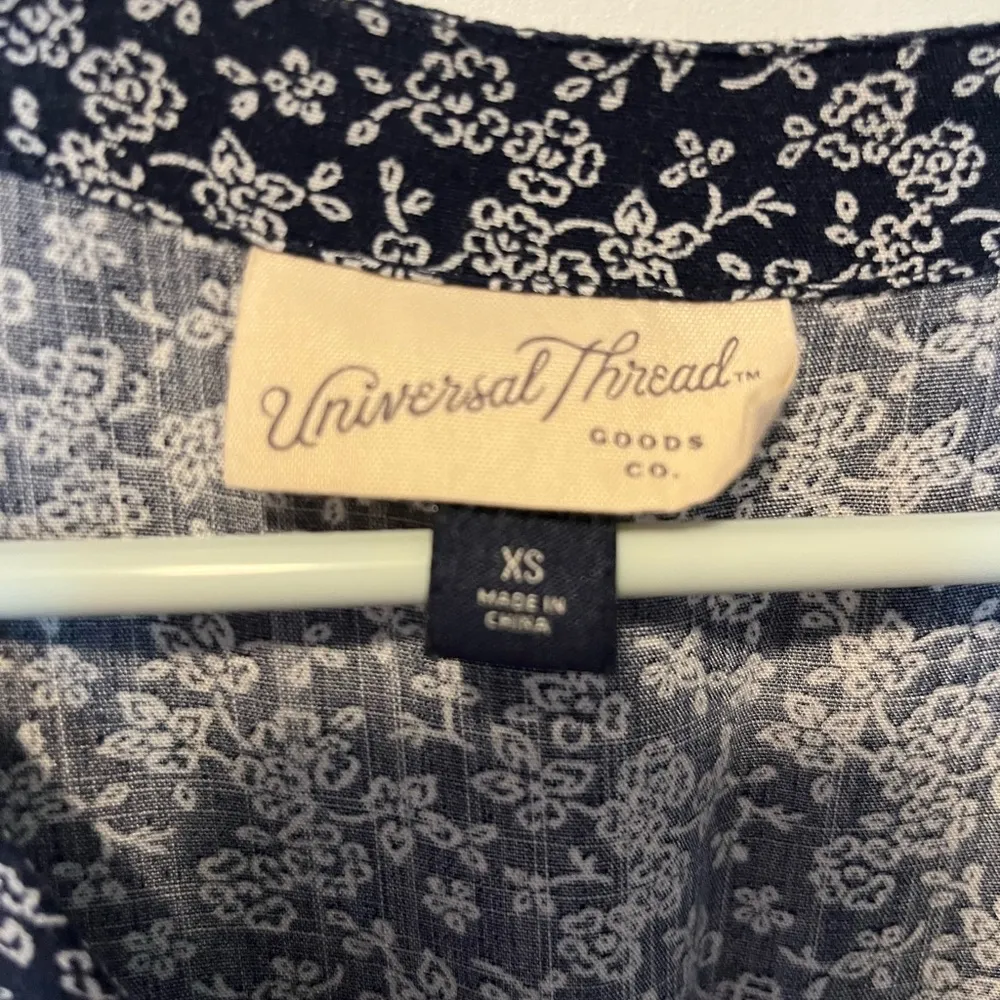 Universal Thread™
GOODS
CO.
XS
MADE IN
CHINA